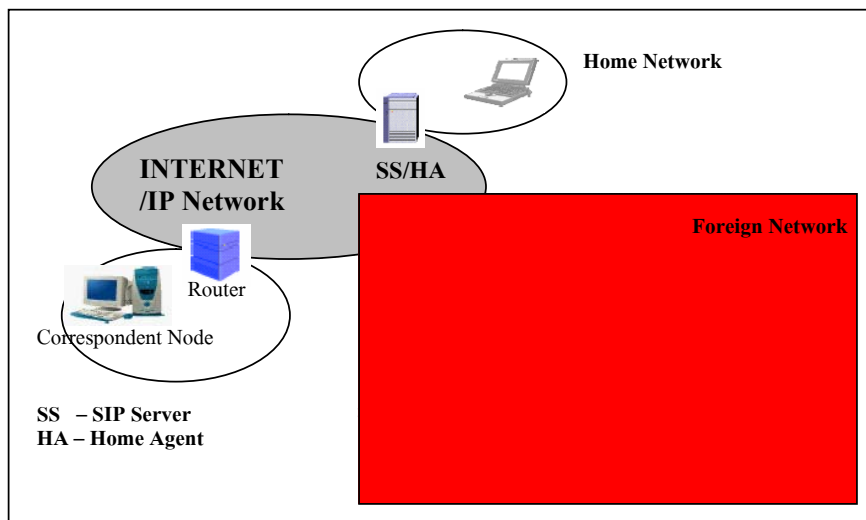 Home Network
INTERNET
/IP Network
SS/HA
Foreign Network
Router
Correspondent Node
SS – SIP Server
HA – Home Agent